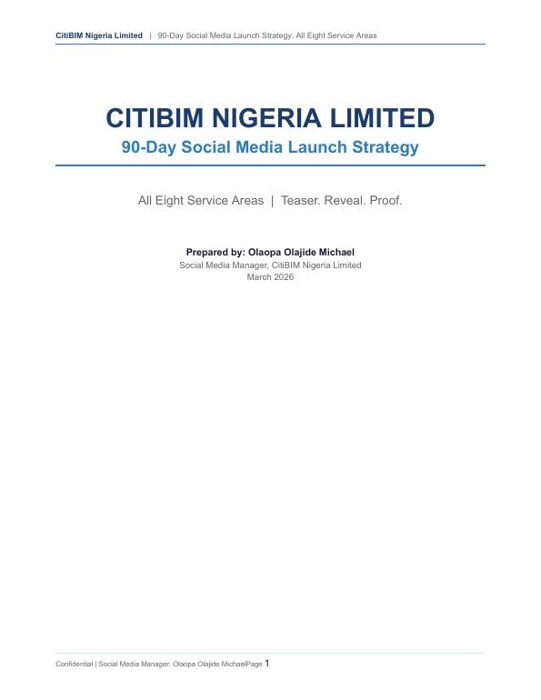 CitiBIM Nigeria Limited | 90-Day Social Media Launch Strategy: All Eight Service Areas
CITIBIM NIGERIA LIMITED
90-Day Social Media Launch Strategy
All Eight Service Areas | Teaser. Reveal. Proof.
Prepared by: Olaopa Olajide Michael
Social Media Manager, CitiBIM Nigeria Limited
March 2026
Confidential | Social Media Manager: Olaopa Olajide MichaelPage 1